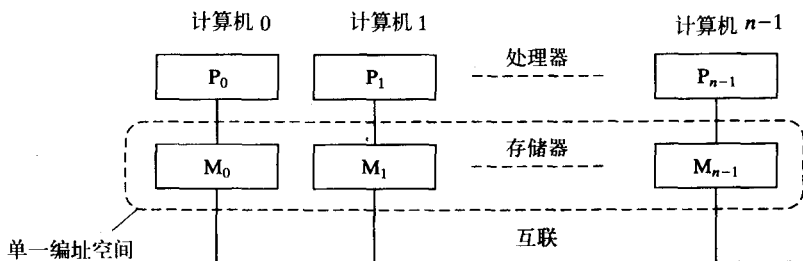 计算机 0 计算机 1 计算机 n−1
处理器
P₀ P₁ Pₙ₋₁
存储器
M₀ M₁ Mₙ₋₁
互联
单一编址空间